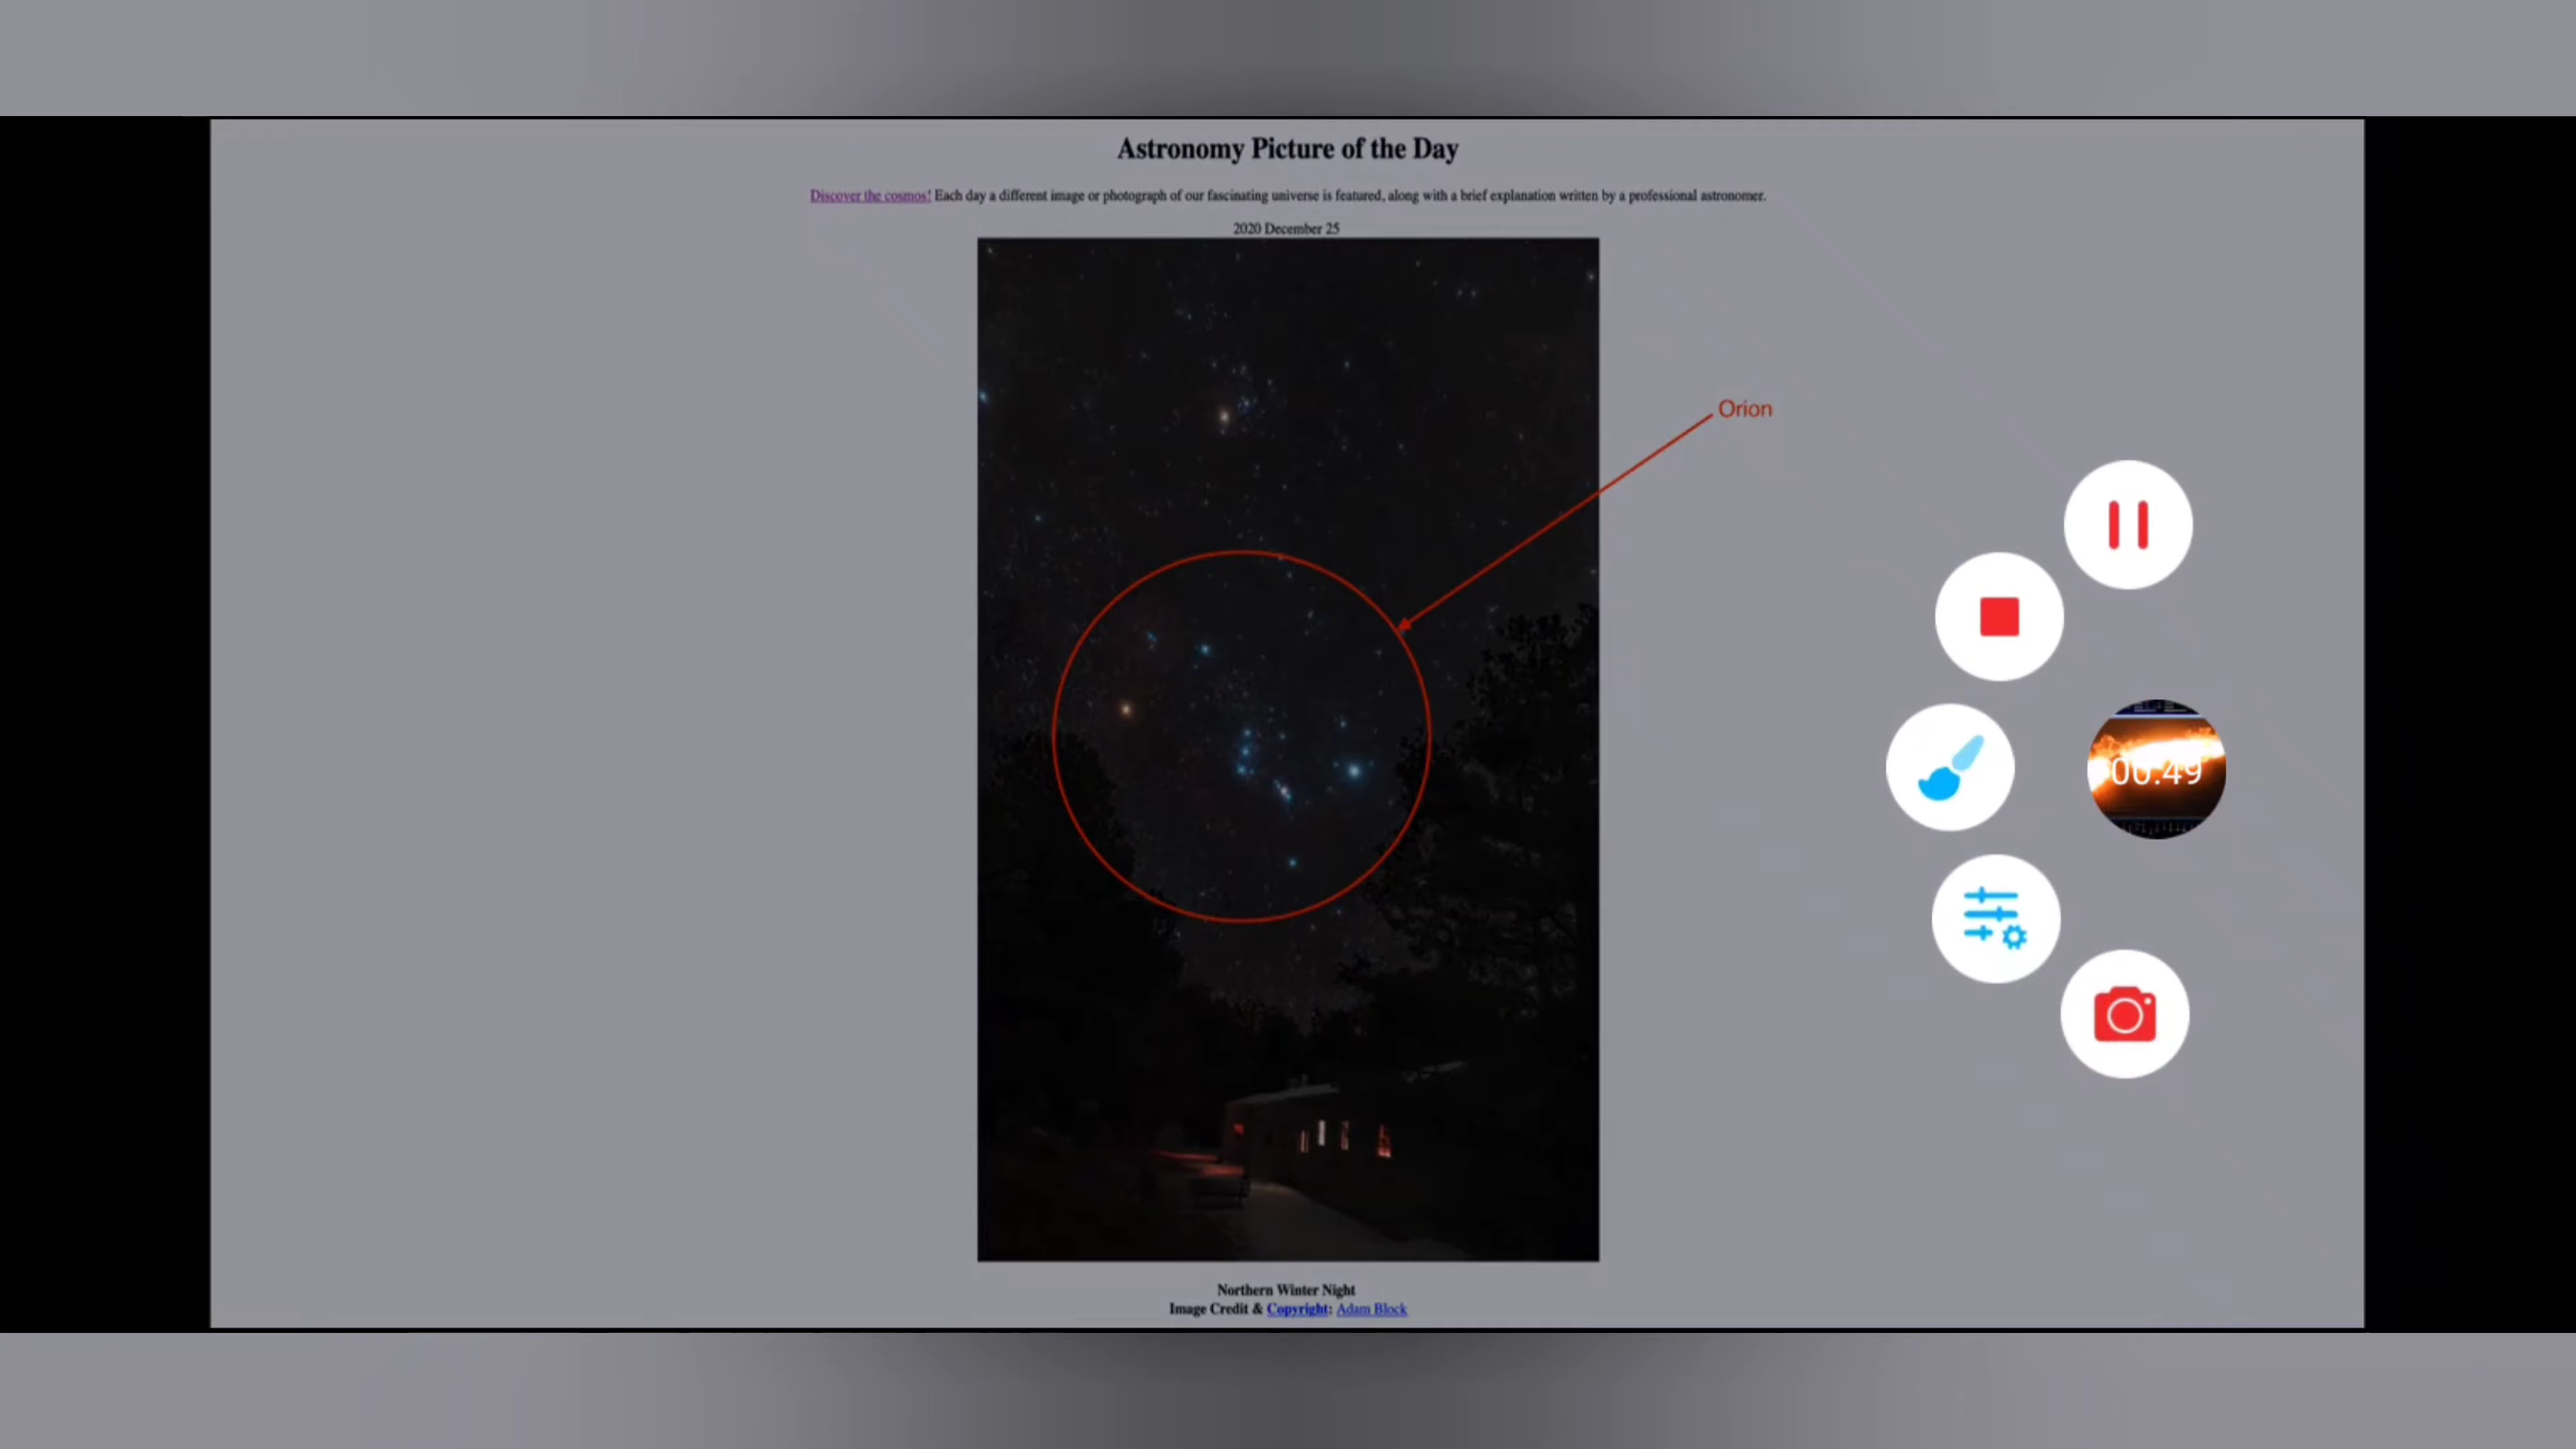 Astronomy Picture of the Day
Discover the cosmos! Each day a different image or photograph of our fascinating universe is featured, along with a brief explanation written by a professional astronomer.
2020 December 25
Orion
00:49
Northern Winter Night
Image Credit & Copyright: Adam Block